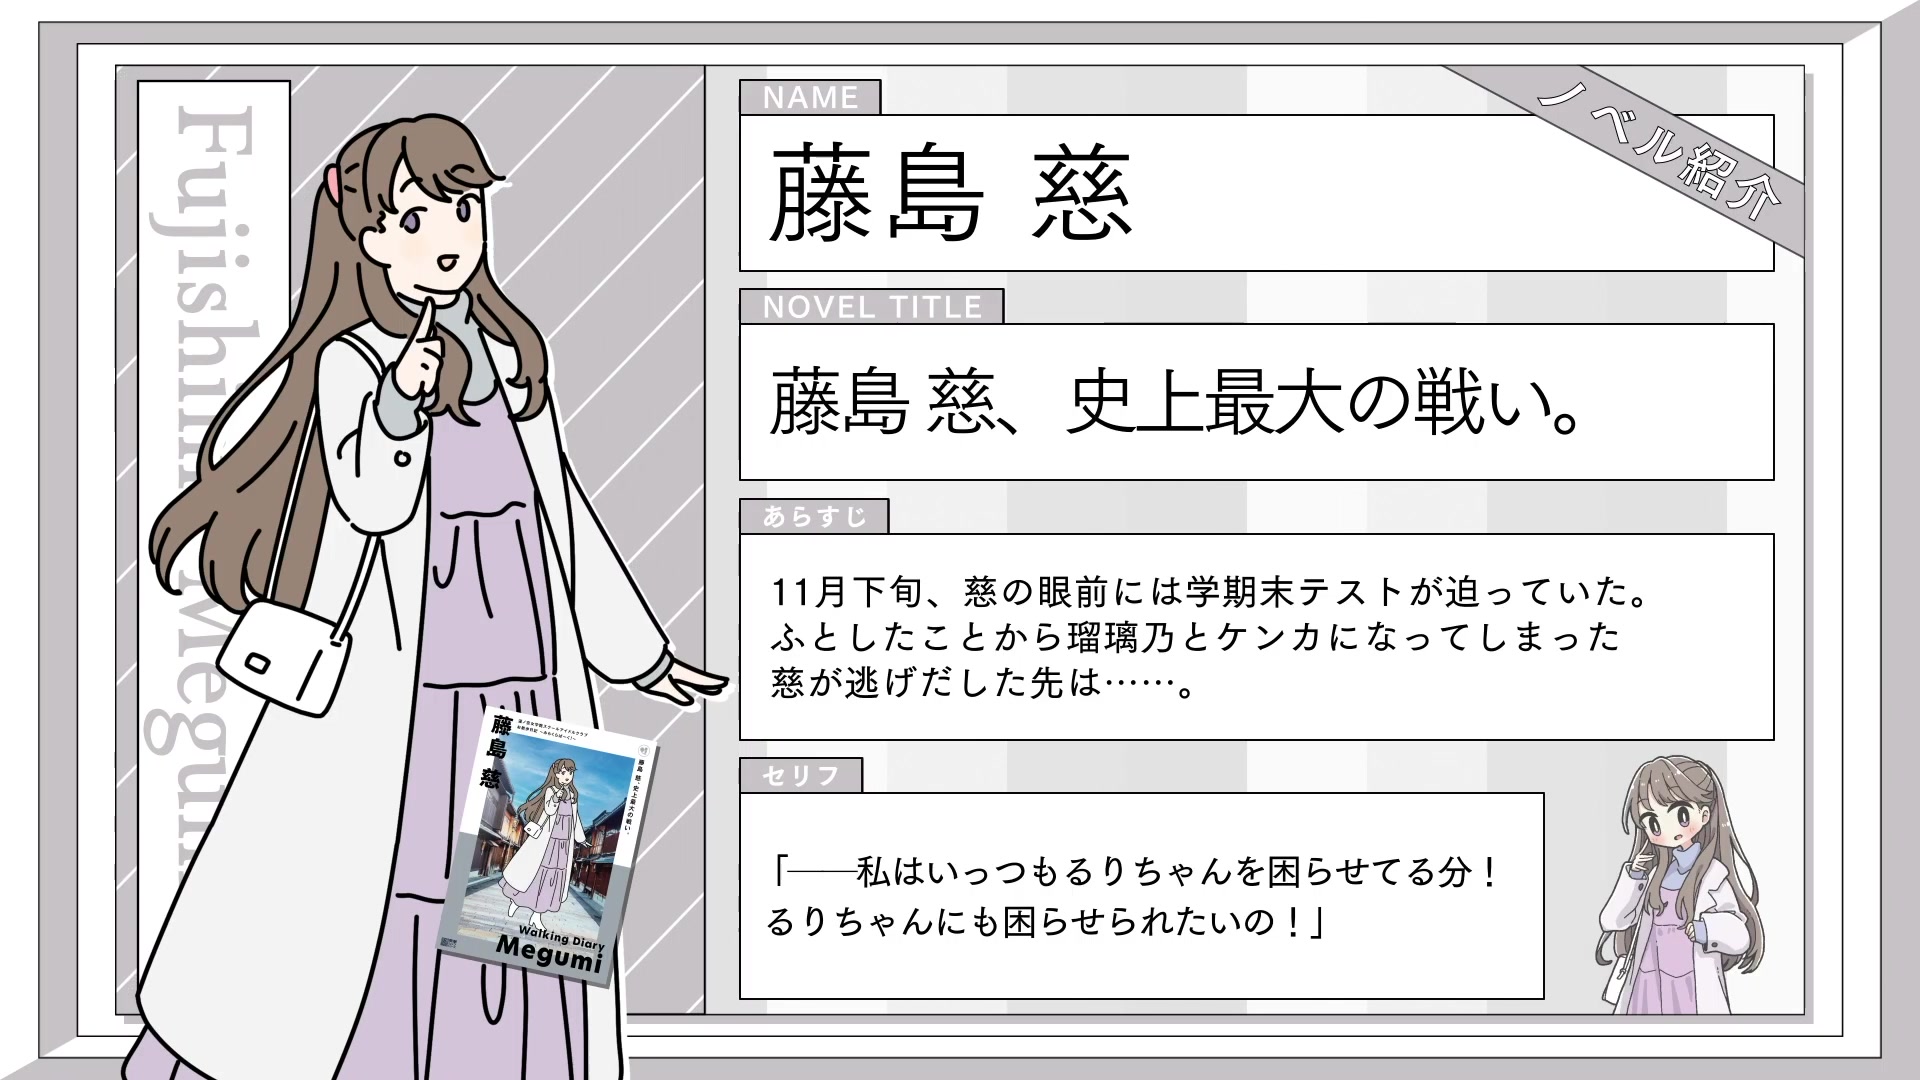 Fujishima Megumi
NAME
藤島 慈
ノベル紹介
NOVEL TITLE
藤島 慈、史上最大の戦い。
あらすじ
11月下旬、慈の眼前には学期末テストが迫っていた。
ふとしたことから瑠璃乃とケンカになってしまった
慈が逃げだした先は……。
セリフ
「──私はいっつもるりちゃんを困らせてる分！
るりちゃんにも困らせられたいの！」
藤島 慈
藤島 慈、史上最大の戦い。
Walking Diary
Megumi